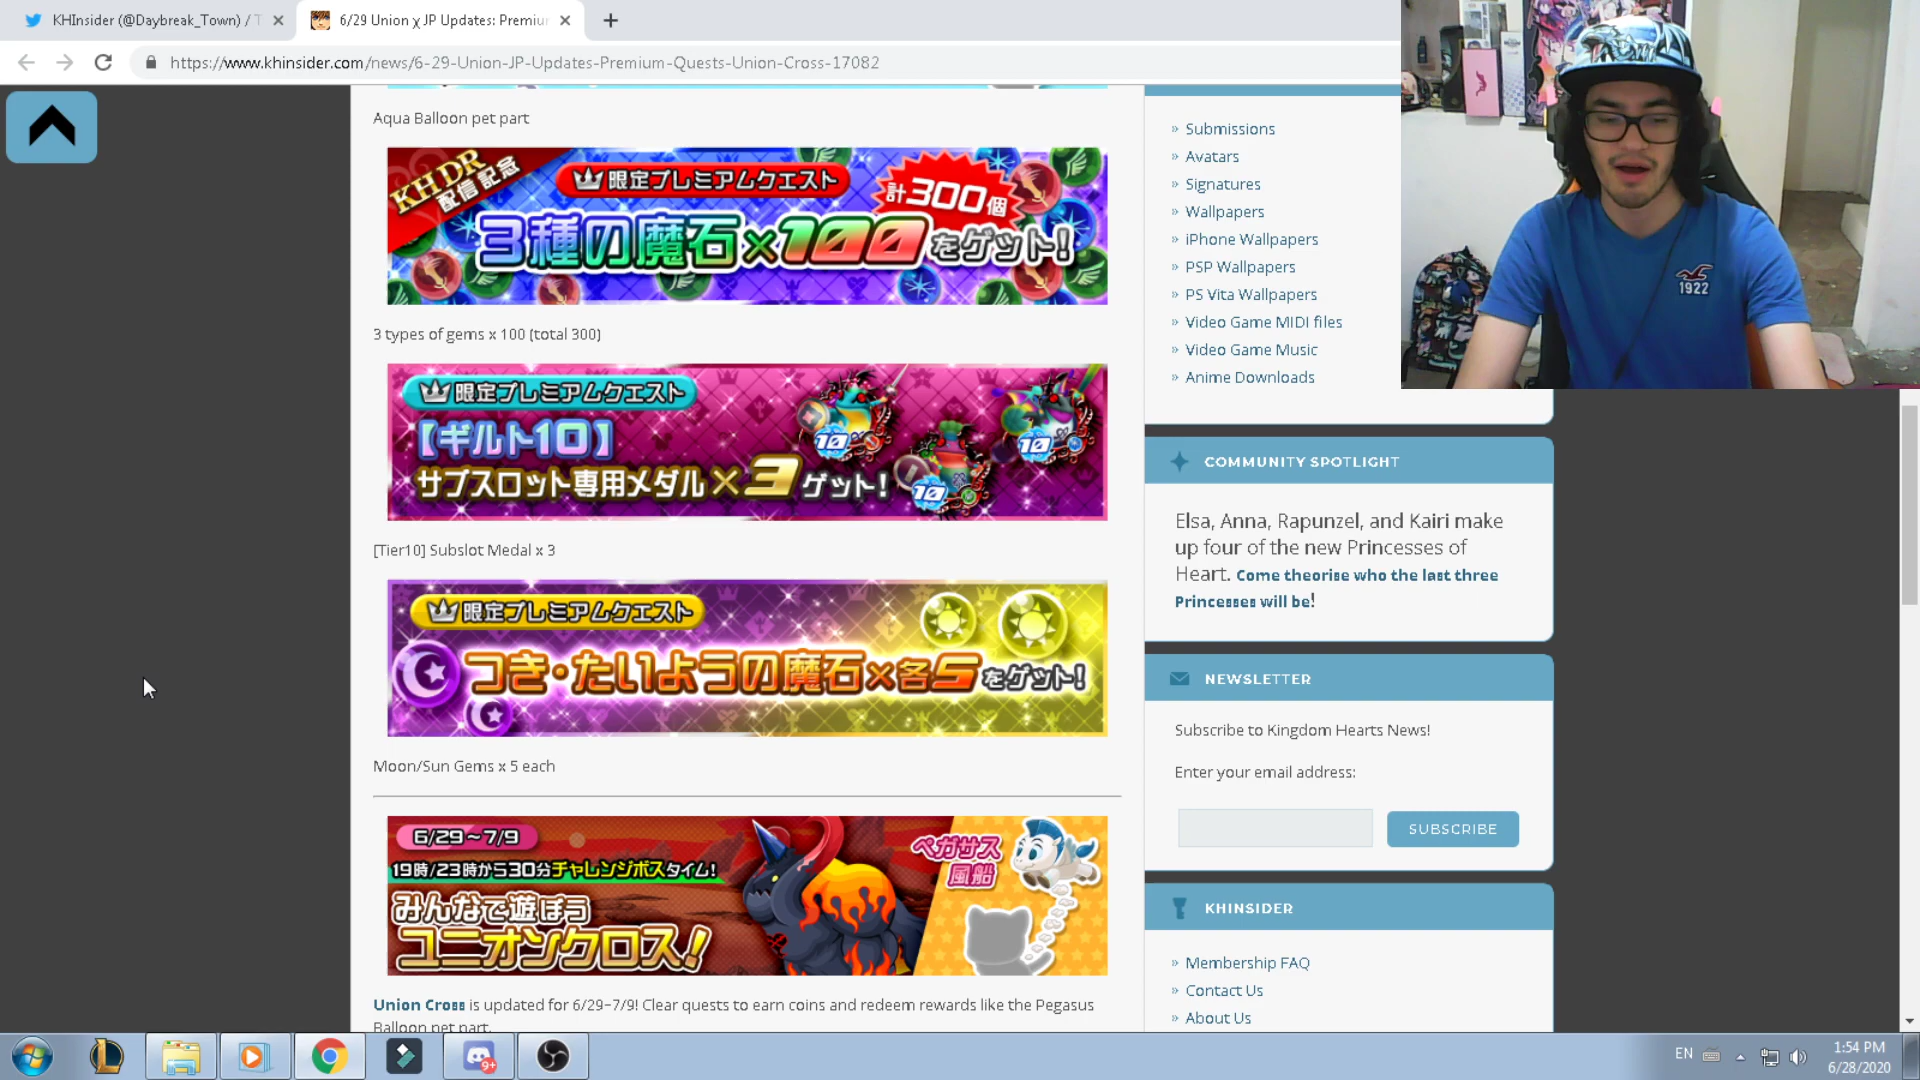 KHInsider (@Daybreak_Town) / T
6/29 Union χ JP Updates: Premiu
https://www.khinsider.com/news/6-29-Union-JP-Updates-Premium-Quests-Union-Cross-17082
Aqua Balloon pet part
KH DR
配信記念
限定プレミアムクエスト
計300個
3種の魔石×100をゲット!
3 types of gems x 100 (total 300)
限定プレミアムクエスト
【ギルト10】
サブスロット専用メダル×3ゲット!
10
10
10
[Tier10] Subslot Medal x 3
限定プレミアムクエスト
つき・たいようの魔石×各5をゲット!
Moon/Sun Gems x 5 each
6/29～7/9
19時/23時から30分チャレンジボスタイム!
みんなで遊ぼう
ユニオンクロス!
ペガサス
風船
Union Cross is updated for 6/29–7/9! Clear quests to earn coins and redeem rewards like the Pegasus
Balloon pet part.
» Submissions
» Avatars
» Signatures
» Wallpapers
» iPhone Wallpapers
» PSP Wallpapers
» PS Vita Wallpapers
» Video Game MIDI files
» Video Game Music
» Anime Downloads
COMMUNITY SPOTLIGHT
Elsa, Anna, Rapunzel, and Kairi make
up four of the new Princesses of
Heart. Come theorise who the last three
Princesses will be!
NEWSLETTER
Subscribe to Kingdom Hearts News!
Enter your email address:
SUBSCRIBE
KHINSIDER
» Membership FAQ
» Contact Us
» About Us
1922
9+
EN
1:54 PM
6/28/2020